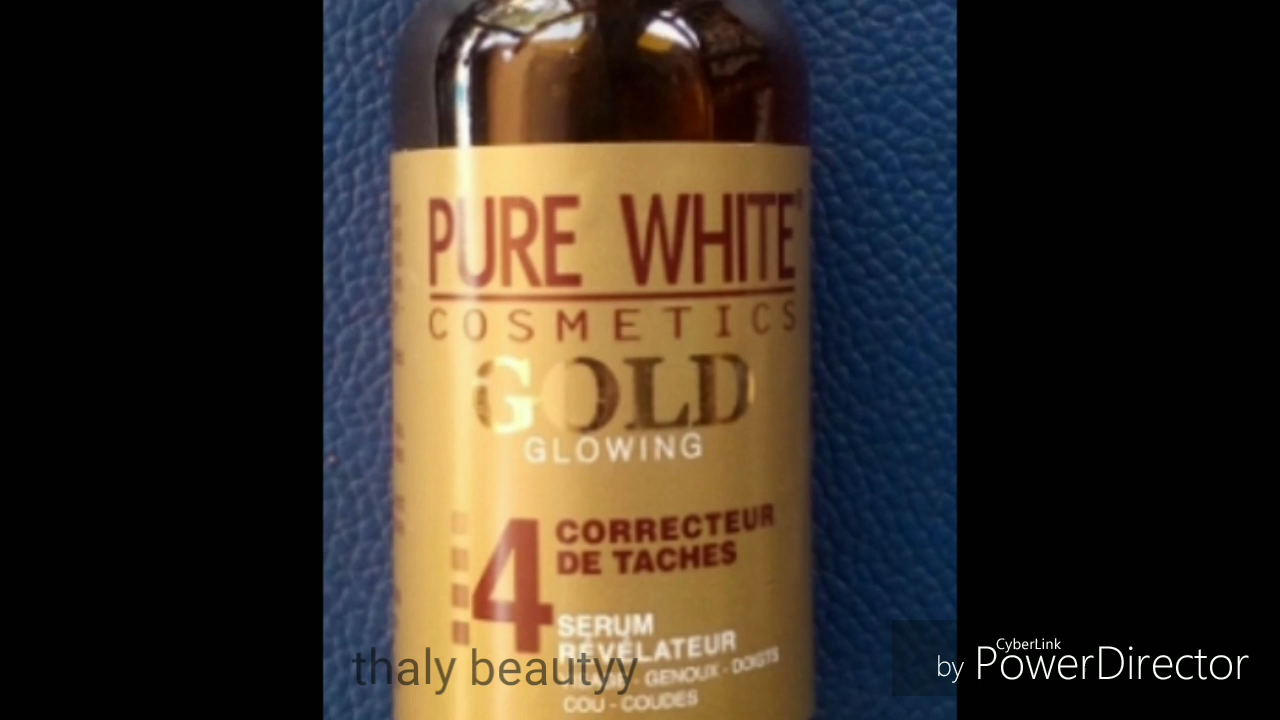 PURE WHITE
COSMETICS
GOLD
GLOWING
4 CORRECTEUR
DE TACHES
SERUM
RÉVÉLATEUR
GENOUX - DOIGTS
COU - COUDES
thaly beautyy
CyberLink
by PowerDirector